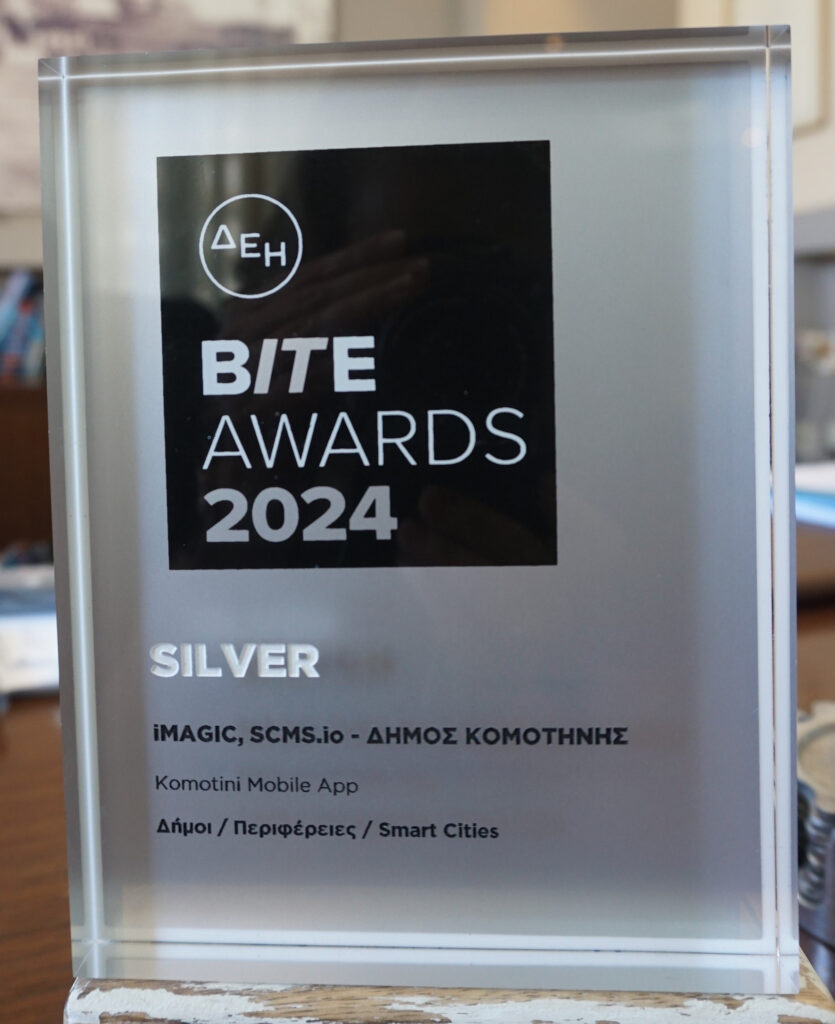 ΔΕΗ
BITE
AWARDS
2024
SILVER
iMAGIC, SCMS.io - ΔΗΜΟΣ ΚΟΜΟΤΗΝΗΣ
Komotini Mobile App
Δήμοι / Περιφέρειες / Smart Cities